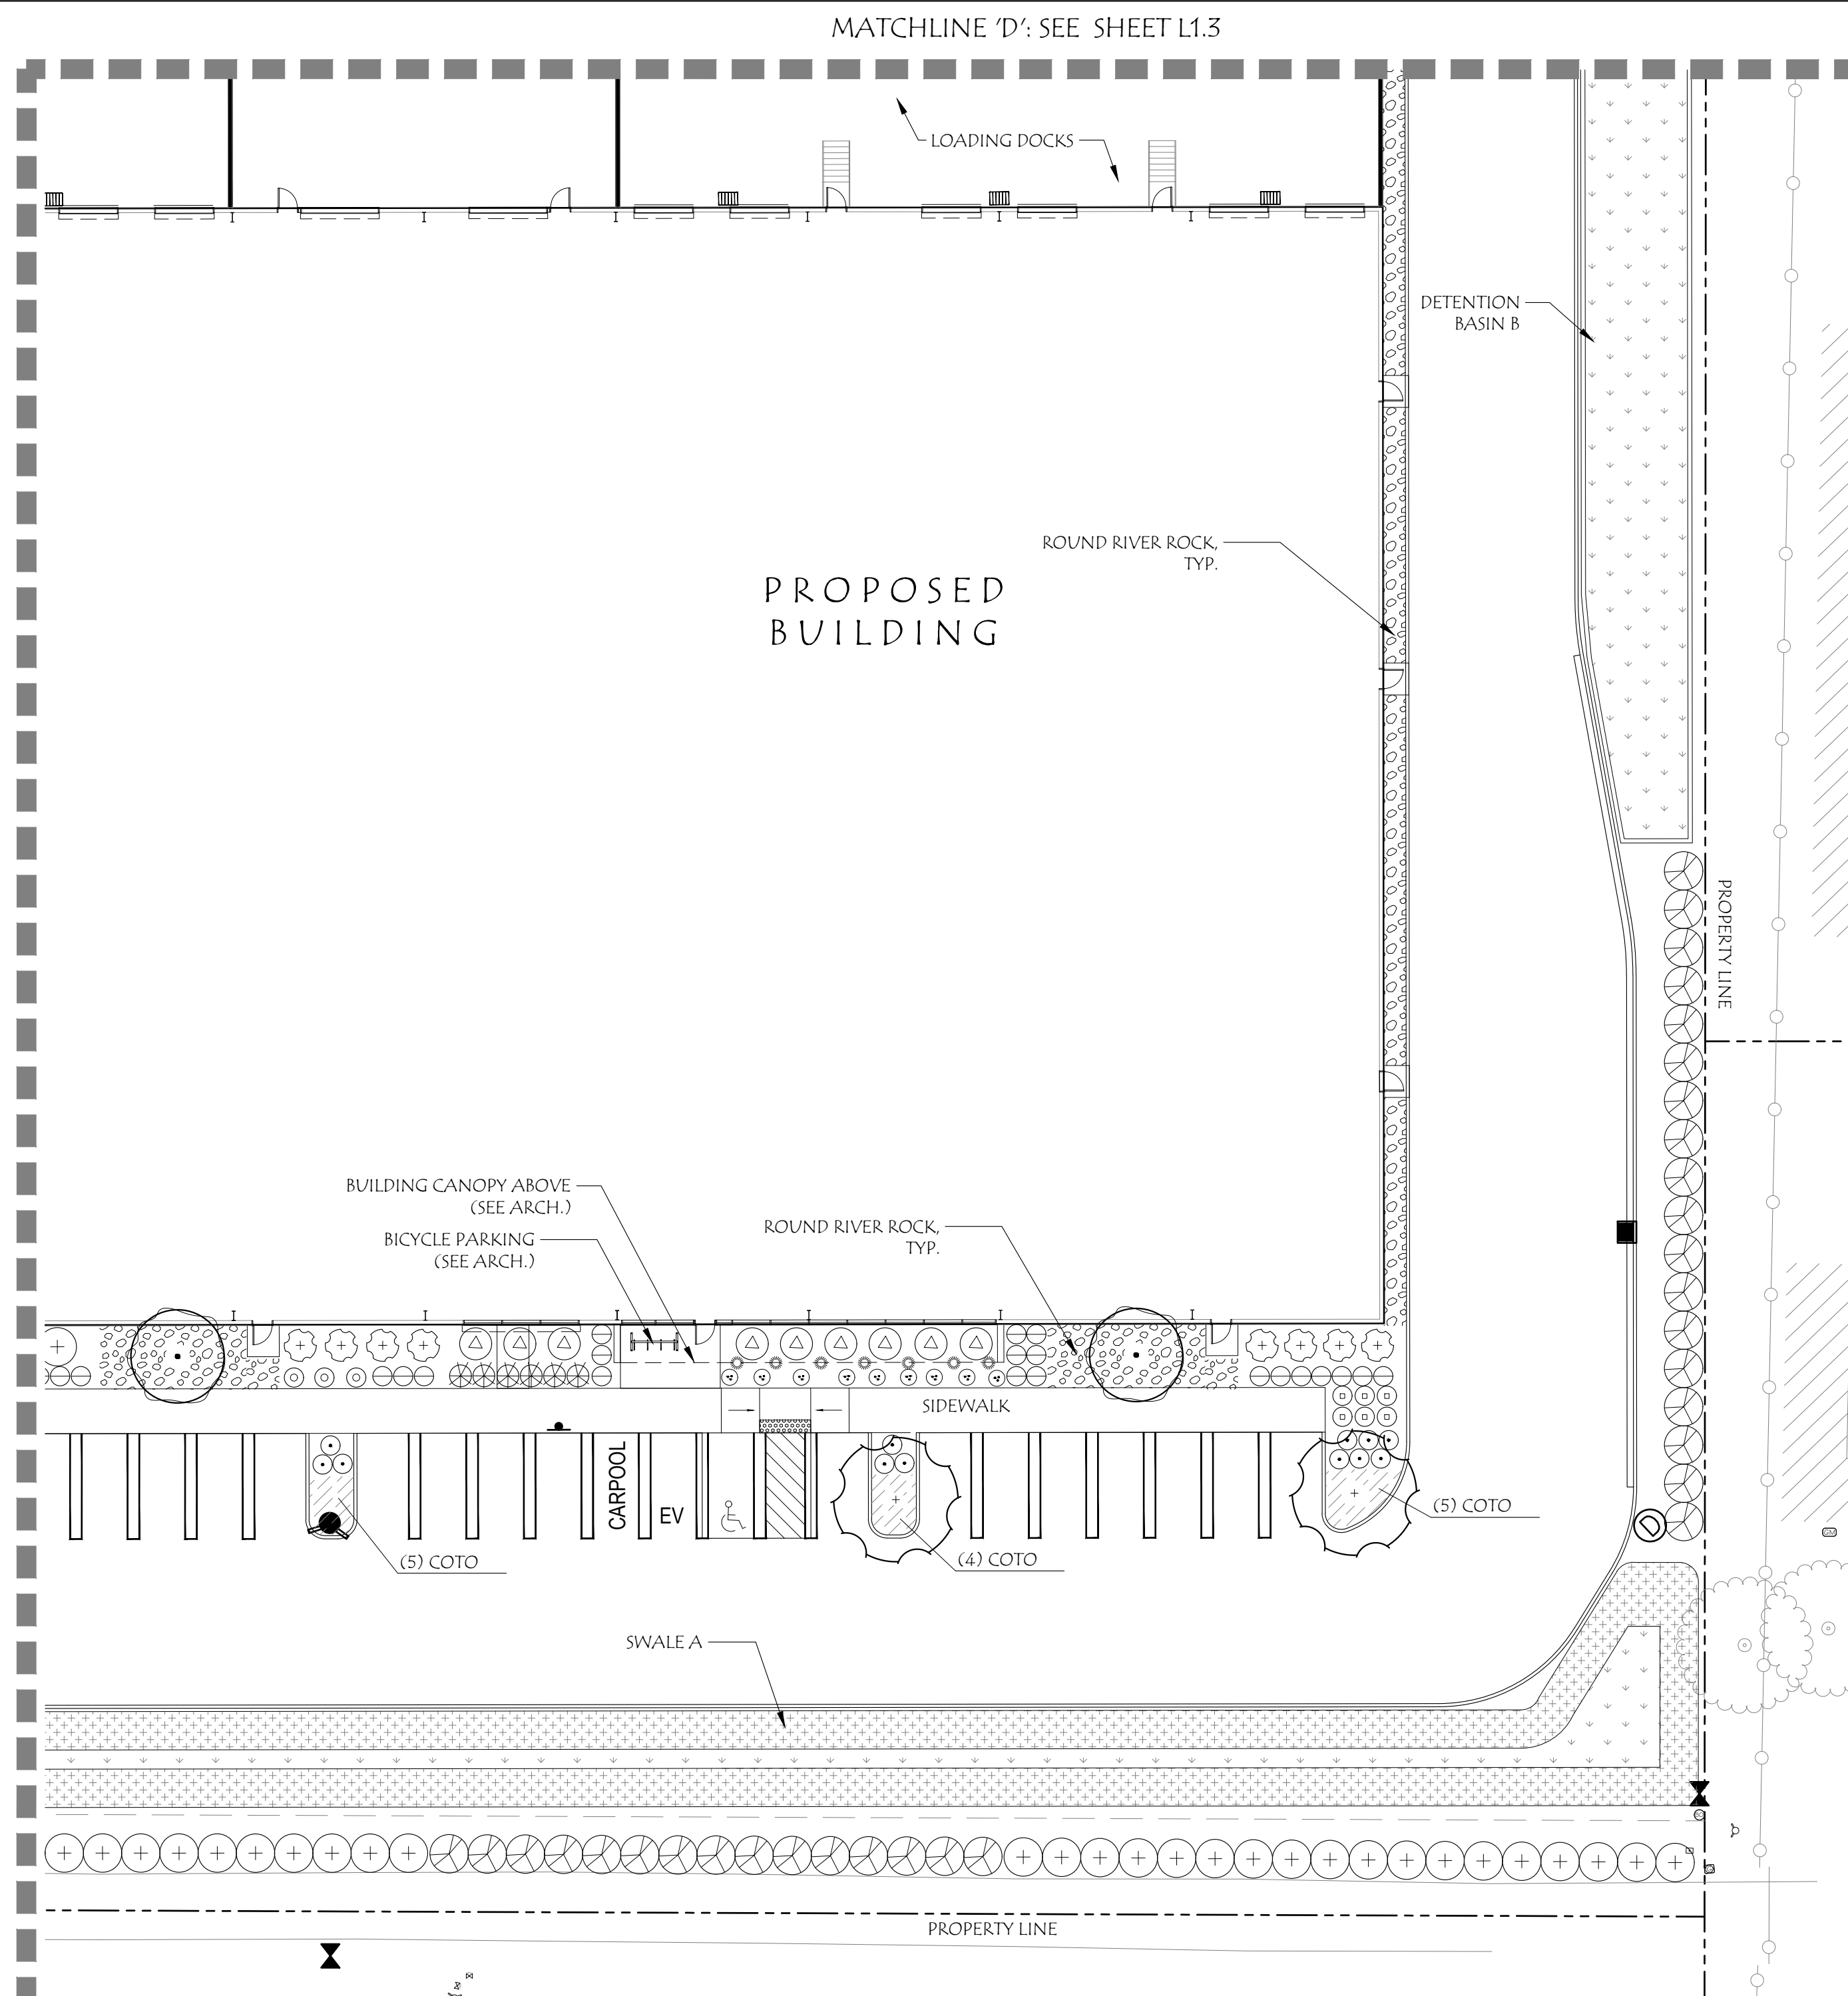 MATCHLINE 'D': SEE SHEET L1.3
LOADING DOCKS
DETENTION
BASIN B
ROUND RIVER ROCK,
TYP.
PROPOSED
BUILDING
PROPERTY LINE
BUILDING CANOPY ABOVE
(SEE ARCH.)
BICYCLE PARKING
(SEE ARCH.)
ROUND RIVER ROCK,
TYP.
SIDEWALK
CARPOOL
EV
(5) COTO
(4) COTO
(5) COTO
D
SWALE A
PROPERTY LINE